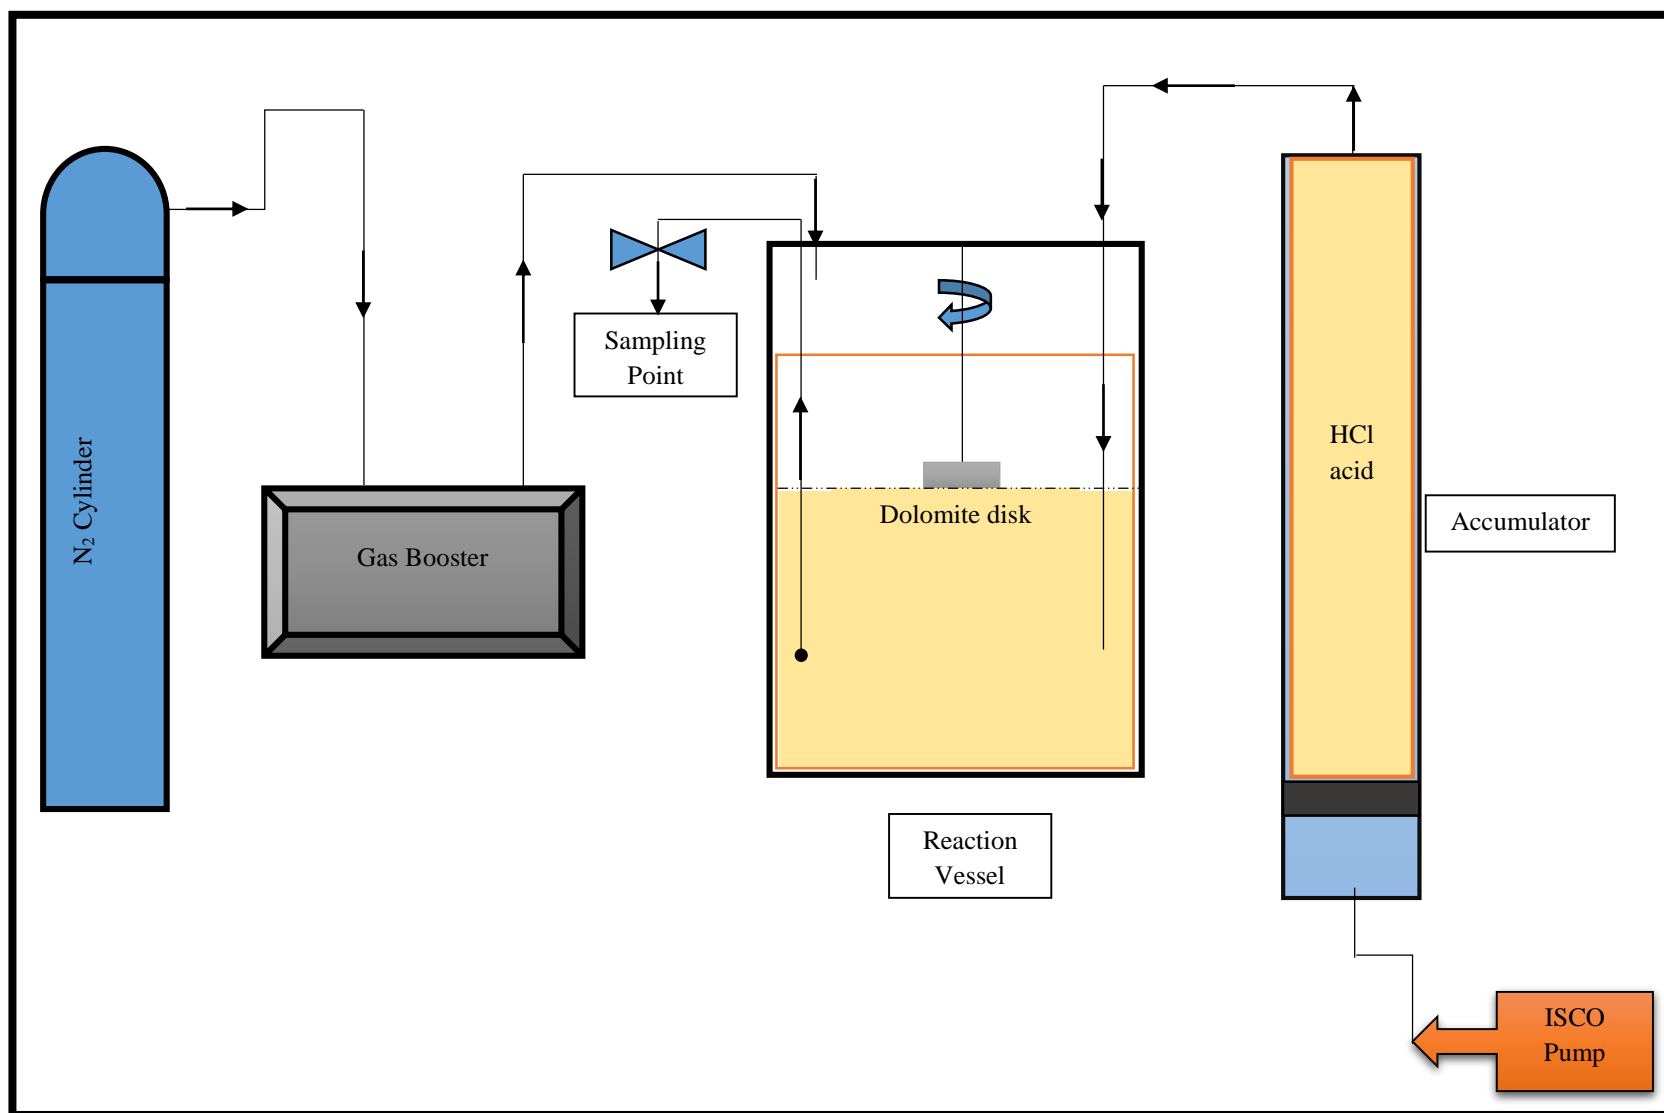 N₂ Cylinder
Gas Booster
Sampling
Point
Dolomite disk
Reaction
Vessel
HCl
acid
Accumulator
ISCO
Pump